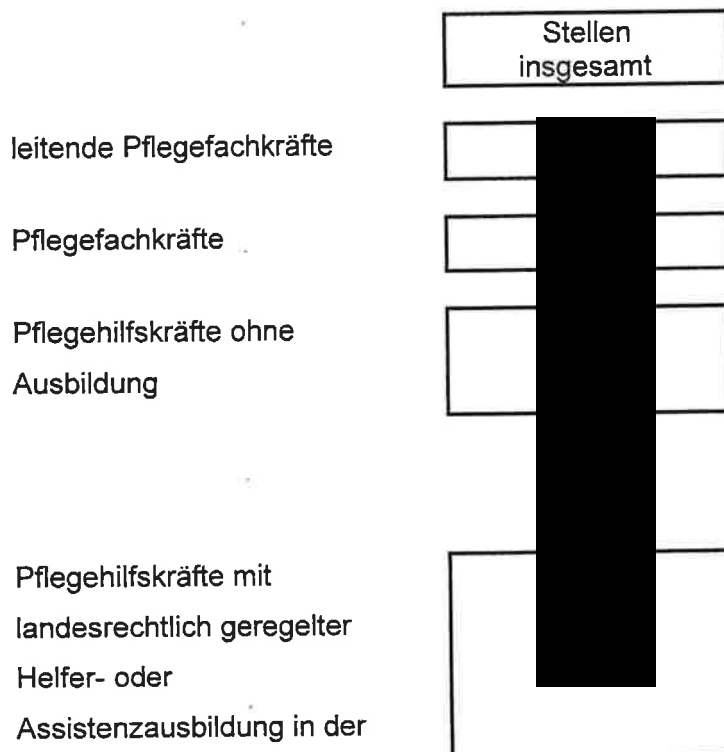 Stellen
insgesamt
leitende Pflegefachkräfte
Pflegefachkräfte
Pflegehilfskräfte ohne
Ausbildung
Pflegehilfskräfte mit
landesrechtlich geregelter
Helfer- oder
Assistenzausbildung in der